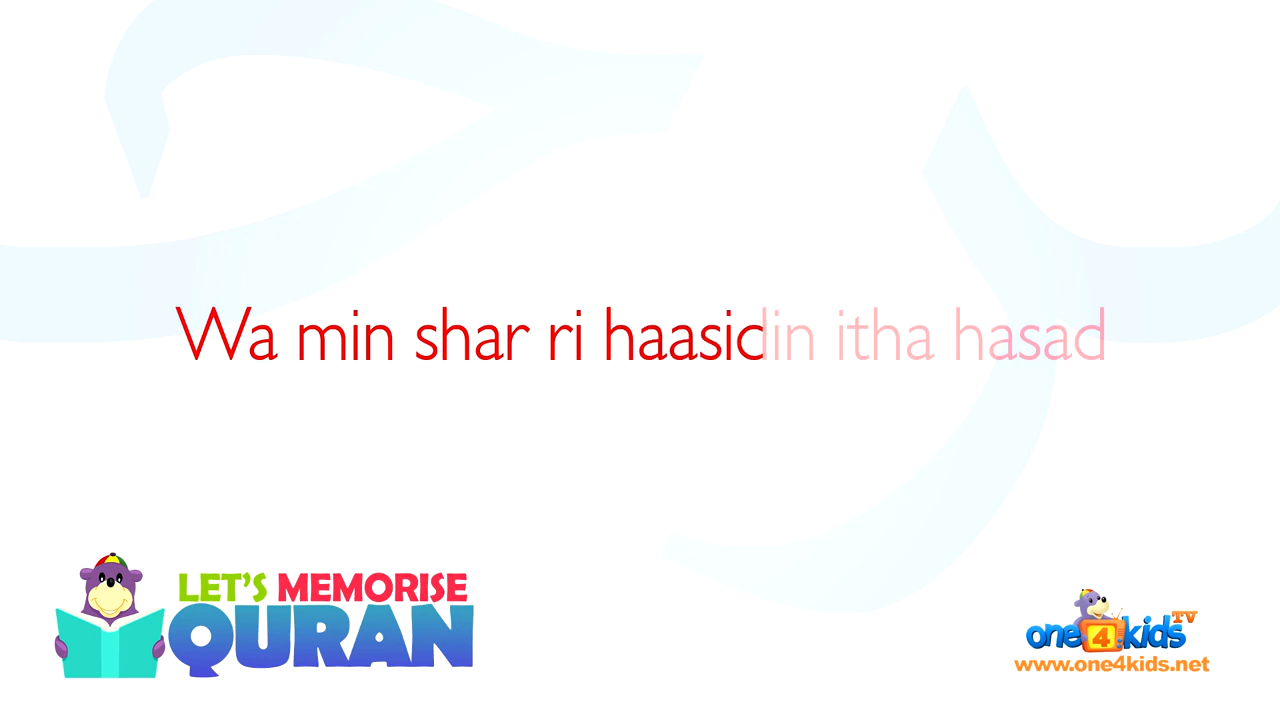 Wa min shar ri haasidin itha hasad
LET'S MEMORISE
QURAN
one4kids TV
www.one4kids.net